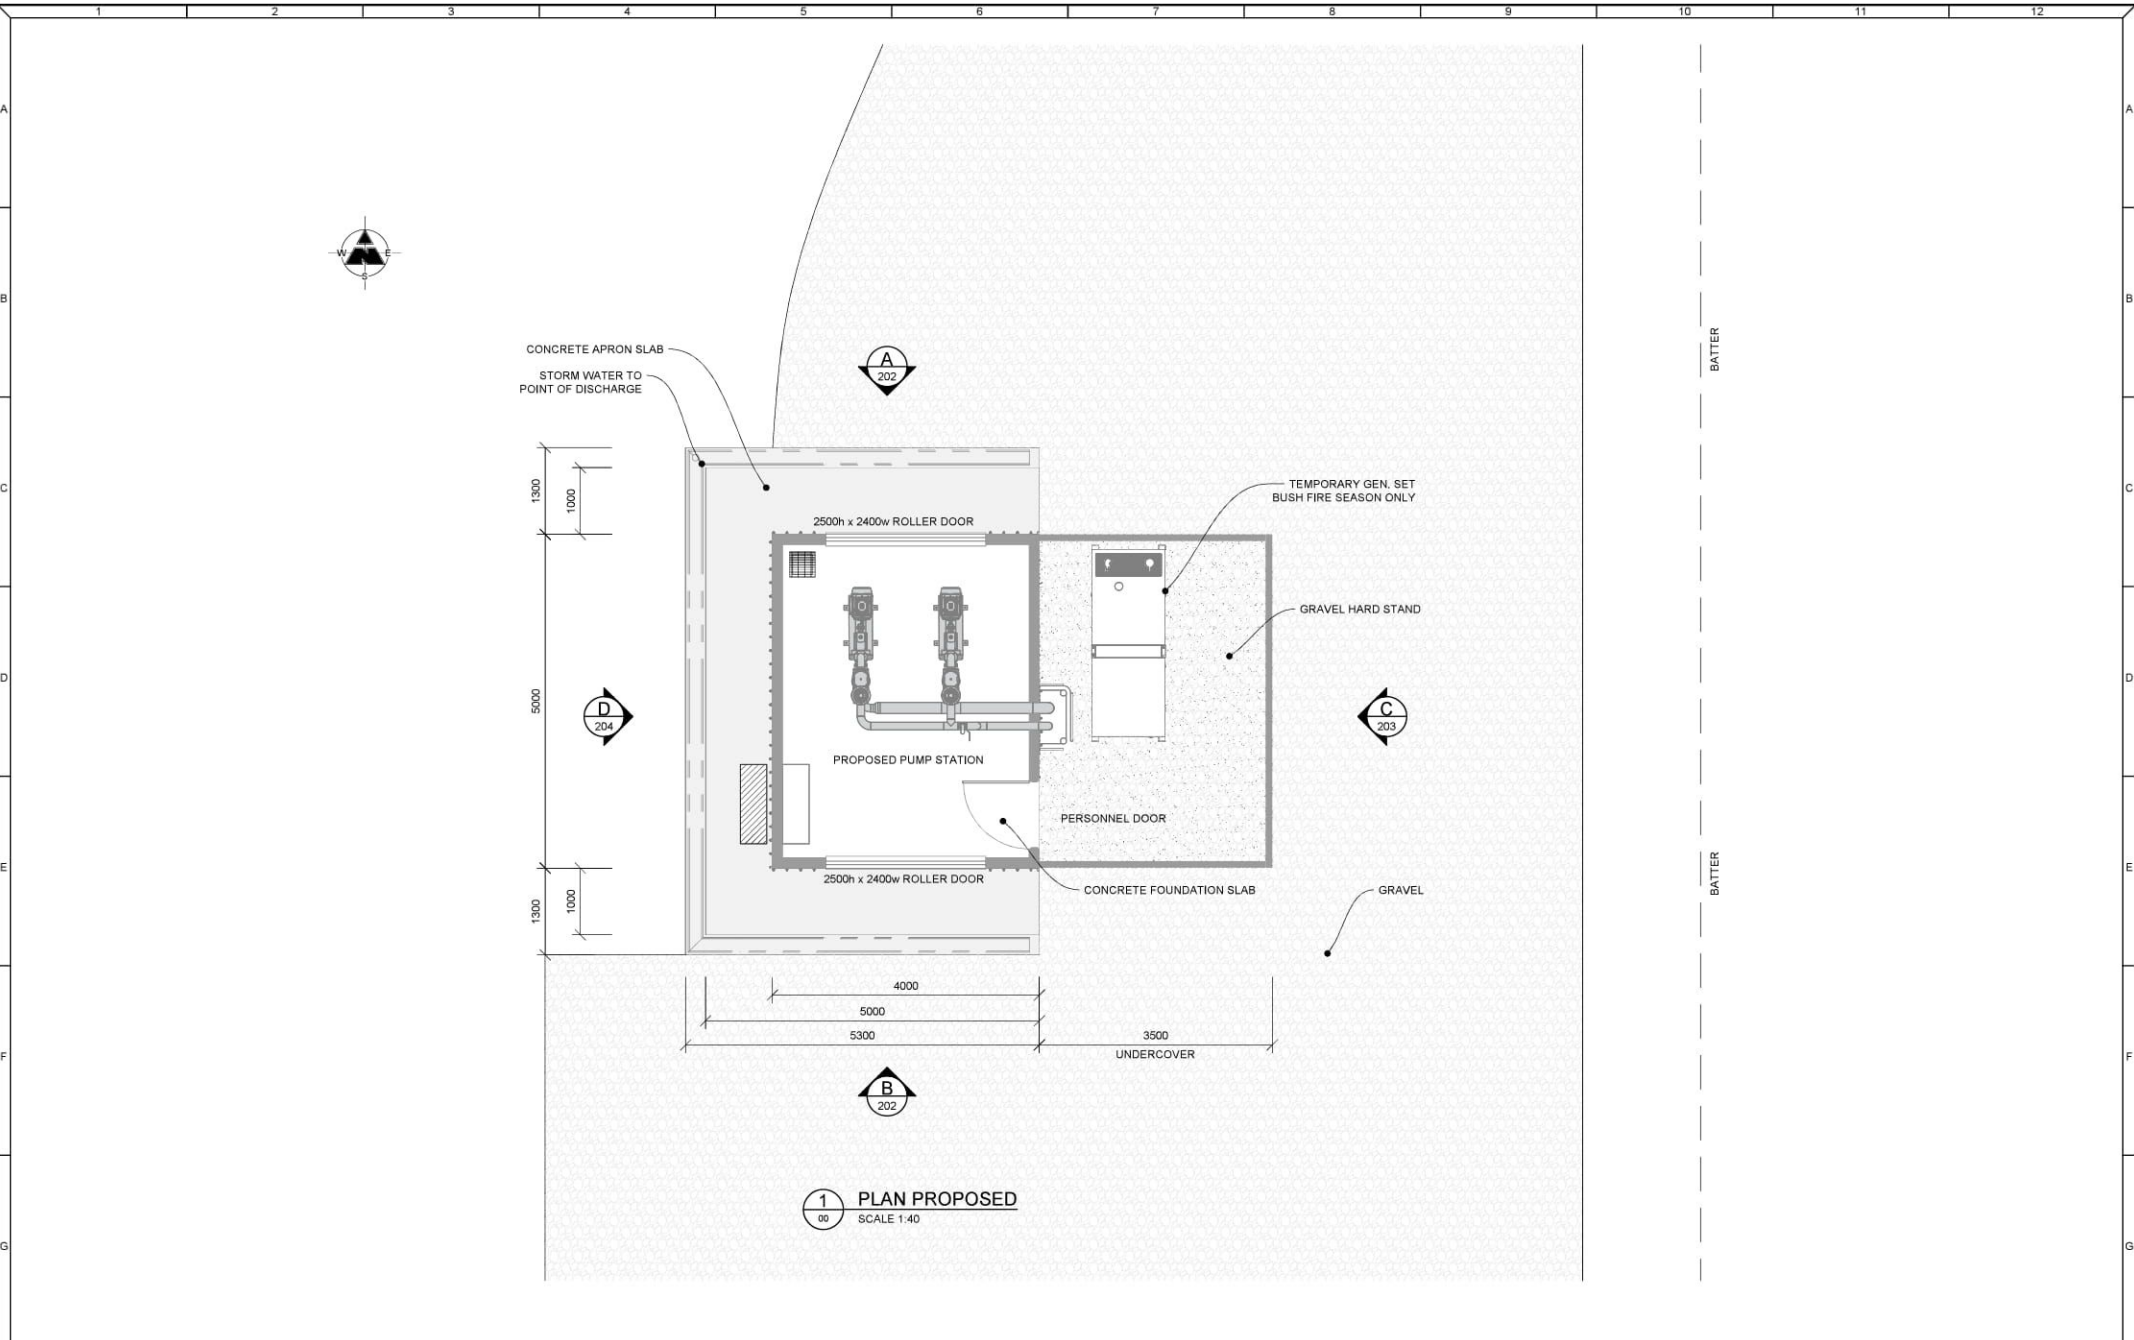 1 2 3 4 5 6 7 8 9 10 11 12
A
A
B
B
C
C
D
D
E
E
F
F
G
G
N
W
E
S
CONCRETE APRON SLAB
STORM WATER TO
POINT OF DISCHARGE
A
202
BATTER
1300
1000
TEMPORARY GEN, SET
BUSH FIRE SEASON ONLY
2500h x 2400w ROLLER DOOR
GRAVEL HARD STAND
5000
D
204
C
203
PROPOSED PUMP STATION
PERSONNEL DOOR
2500h x 2400w ROLLER DOOR
CONCRETE FOUNDATION SLAB
GRAVEL
BATTER
1300
1000
4000
5000
5300
3500
UNDERCOVER
B
202
1
00
PLAN PROPOSED
SCALE 1:40